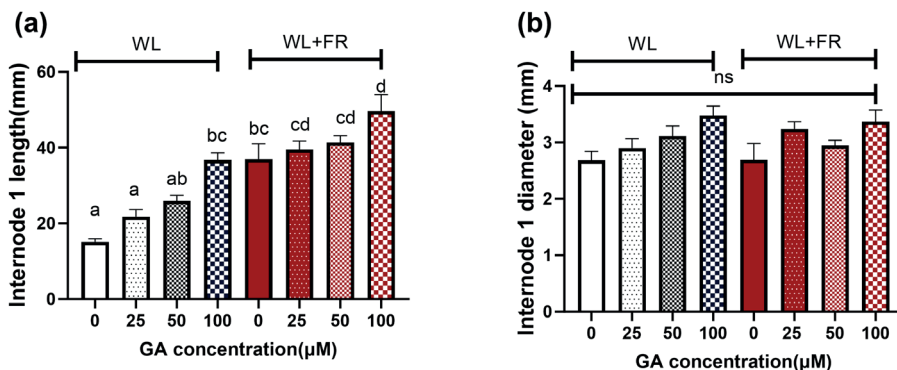 (a)
WL
WL+FR
Internode 1 length(mm)
60
40
20
0
a
a
ab
bc
bc
cd
cd
d
0 25 50 100 0 25 50 100
GA concentration(µM)
(b)
WL
WL+FR
ns
Internode 1 diameter (mm)
4
3
2
1
0
0 25 50 100 0 25 50 100
GA concentration(µM)